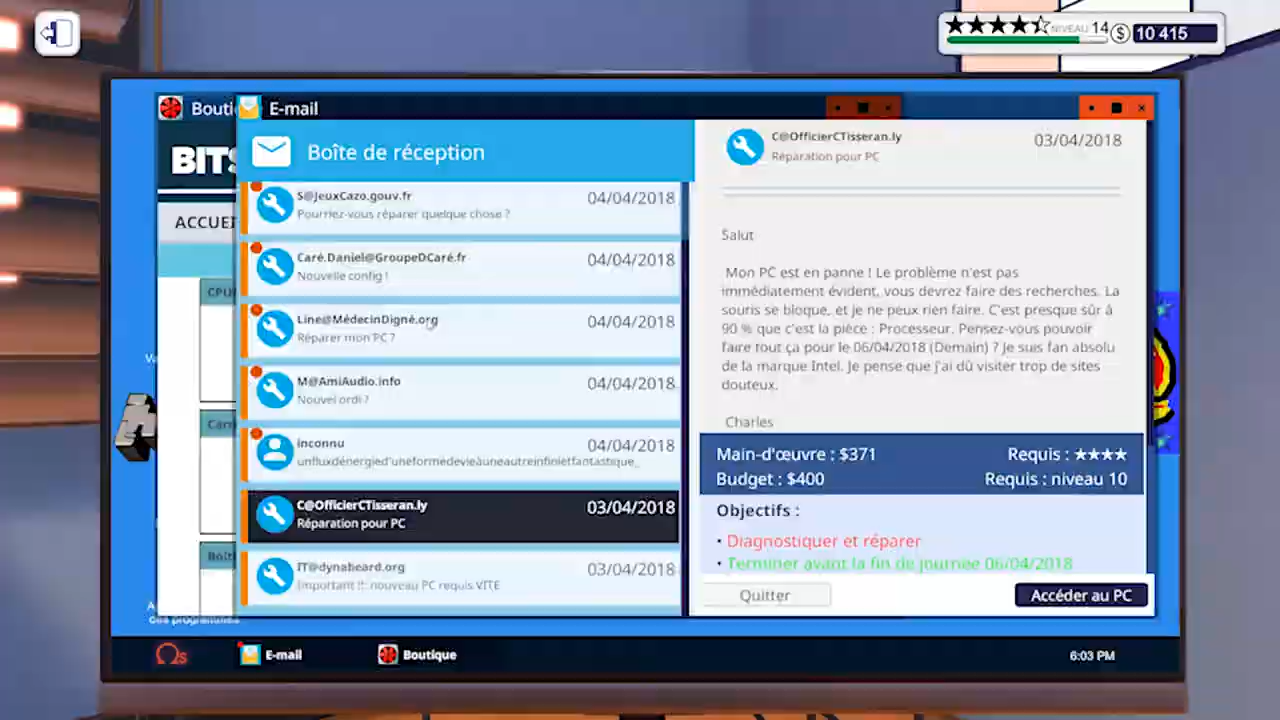 NIVEAU 14
$ 10 415
Bouti
E-mail
BITS
ACCUEI
CPU
Boîte de réception
S@JeuxCazo.gouv.fr 04/04/2018
Pourriez-vous réparer quelque chose ?
Caré.Daniel@GroupeDCaré.fr 04/04/2018
Nouvelle config !
Line@MédecinDigné.org 04/04/2018
Réparer mon PC ?
M@AmiAudio.info 04/04/2018
Nouvel ordi ?
inconnu 04/04/2018
unfluxdénergied'uneformedevieàuneautreinfinietfantastique_
C@OfficierCTisseran.ly 03/04/2018
Réparation pour PC
IT@dynabeard.org 03/04/2018
Important !!: nouveau PC requis VITE
C@OfficierCTisseran.ly 03/04/2018
Réparation pour PC
Salut
Mon PC est en panne ! Le problème n'est pas
immédiatement évident, vous devrez faire des recherches. La
souris se bloque, et je ne peux rien faire. C'est presque sûr à
90 % que c'est la pièce : Processeur. Pensez-vous pouvoir
faire tout ça pour le 06/04/2018 (Demain) ? Je suis fan absolu
de la marque Intel. Je pense que j'ai dû visiter trop de sites
douteux.
Charles
Main-d'œuvre : $371 Requis : ★★★★
Budget : $400 Requis : niveau 10
Objectifs :
• Diagnostiquer et réparer
• Terminer avant la fin de journée 06/04/2018
Quitter
Accéder au PC
des programmes
Ωs
E-mail
Boutique
6:03 PM